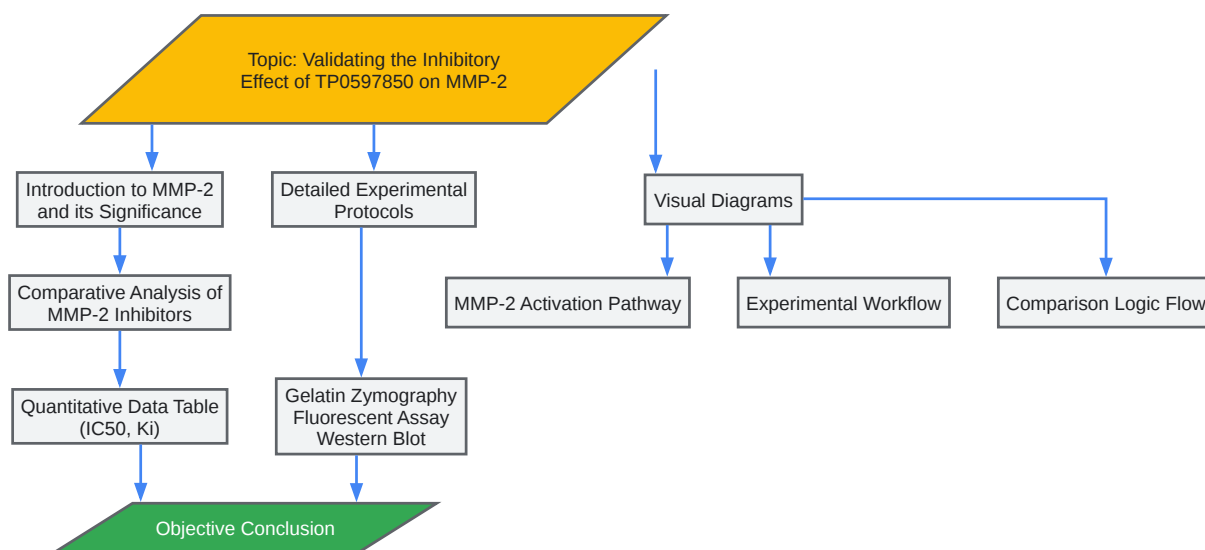 Topic: Validating the Inhibitory
Effect of TP0597850 on MMP-2
Introduction to MMP-2
and its Significance
Detailed Experimental
Protocols
Visual Diagrams
Comparative Analysis of
MMP-2 Inhibitors
MMP-2 Activation Pathway
Experimental Workflow
Comparison Logic Flow
Quantitative Data Table
(IC50, Ki)
Gelatin Zymography
Fluorescent Assay
Western Blot
Objective Conclusion